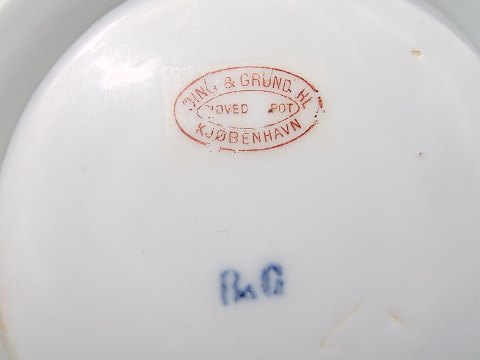 BING & GRØNDAHL
HOVED DEPOT
KJØBENHAVN
B&G